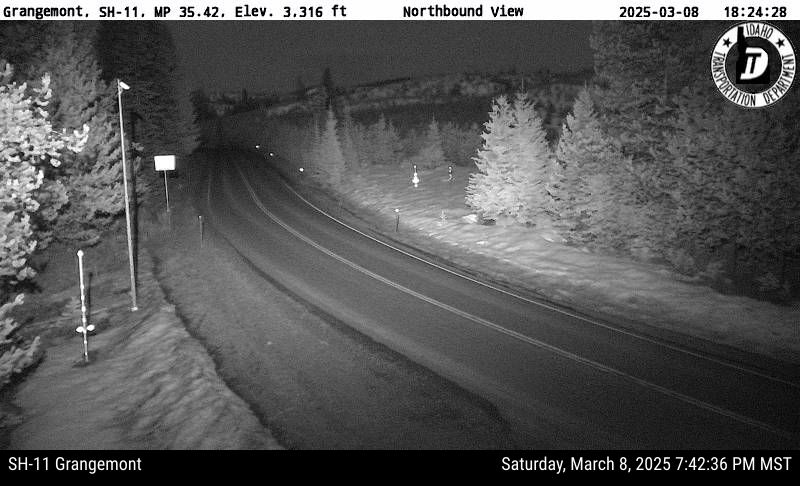 Grangemont, SH-11, MP 35.42, Elev. 3,316 ft Northbound View 2025-03-08 18:24:28
IDAHO
TRANSPORTATION DEPARTMENT
SH-11 Grangemont Saturday, March 8, 2025 7:42:36 PM MST